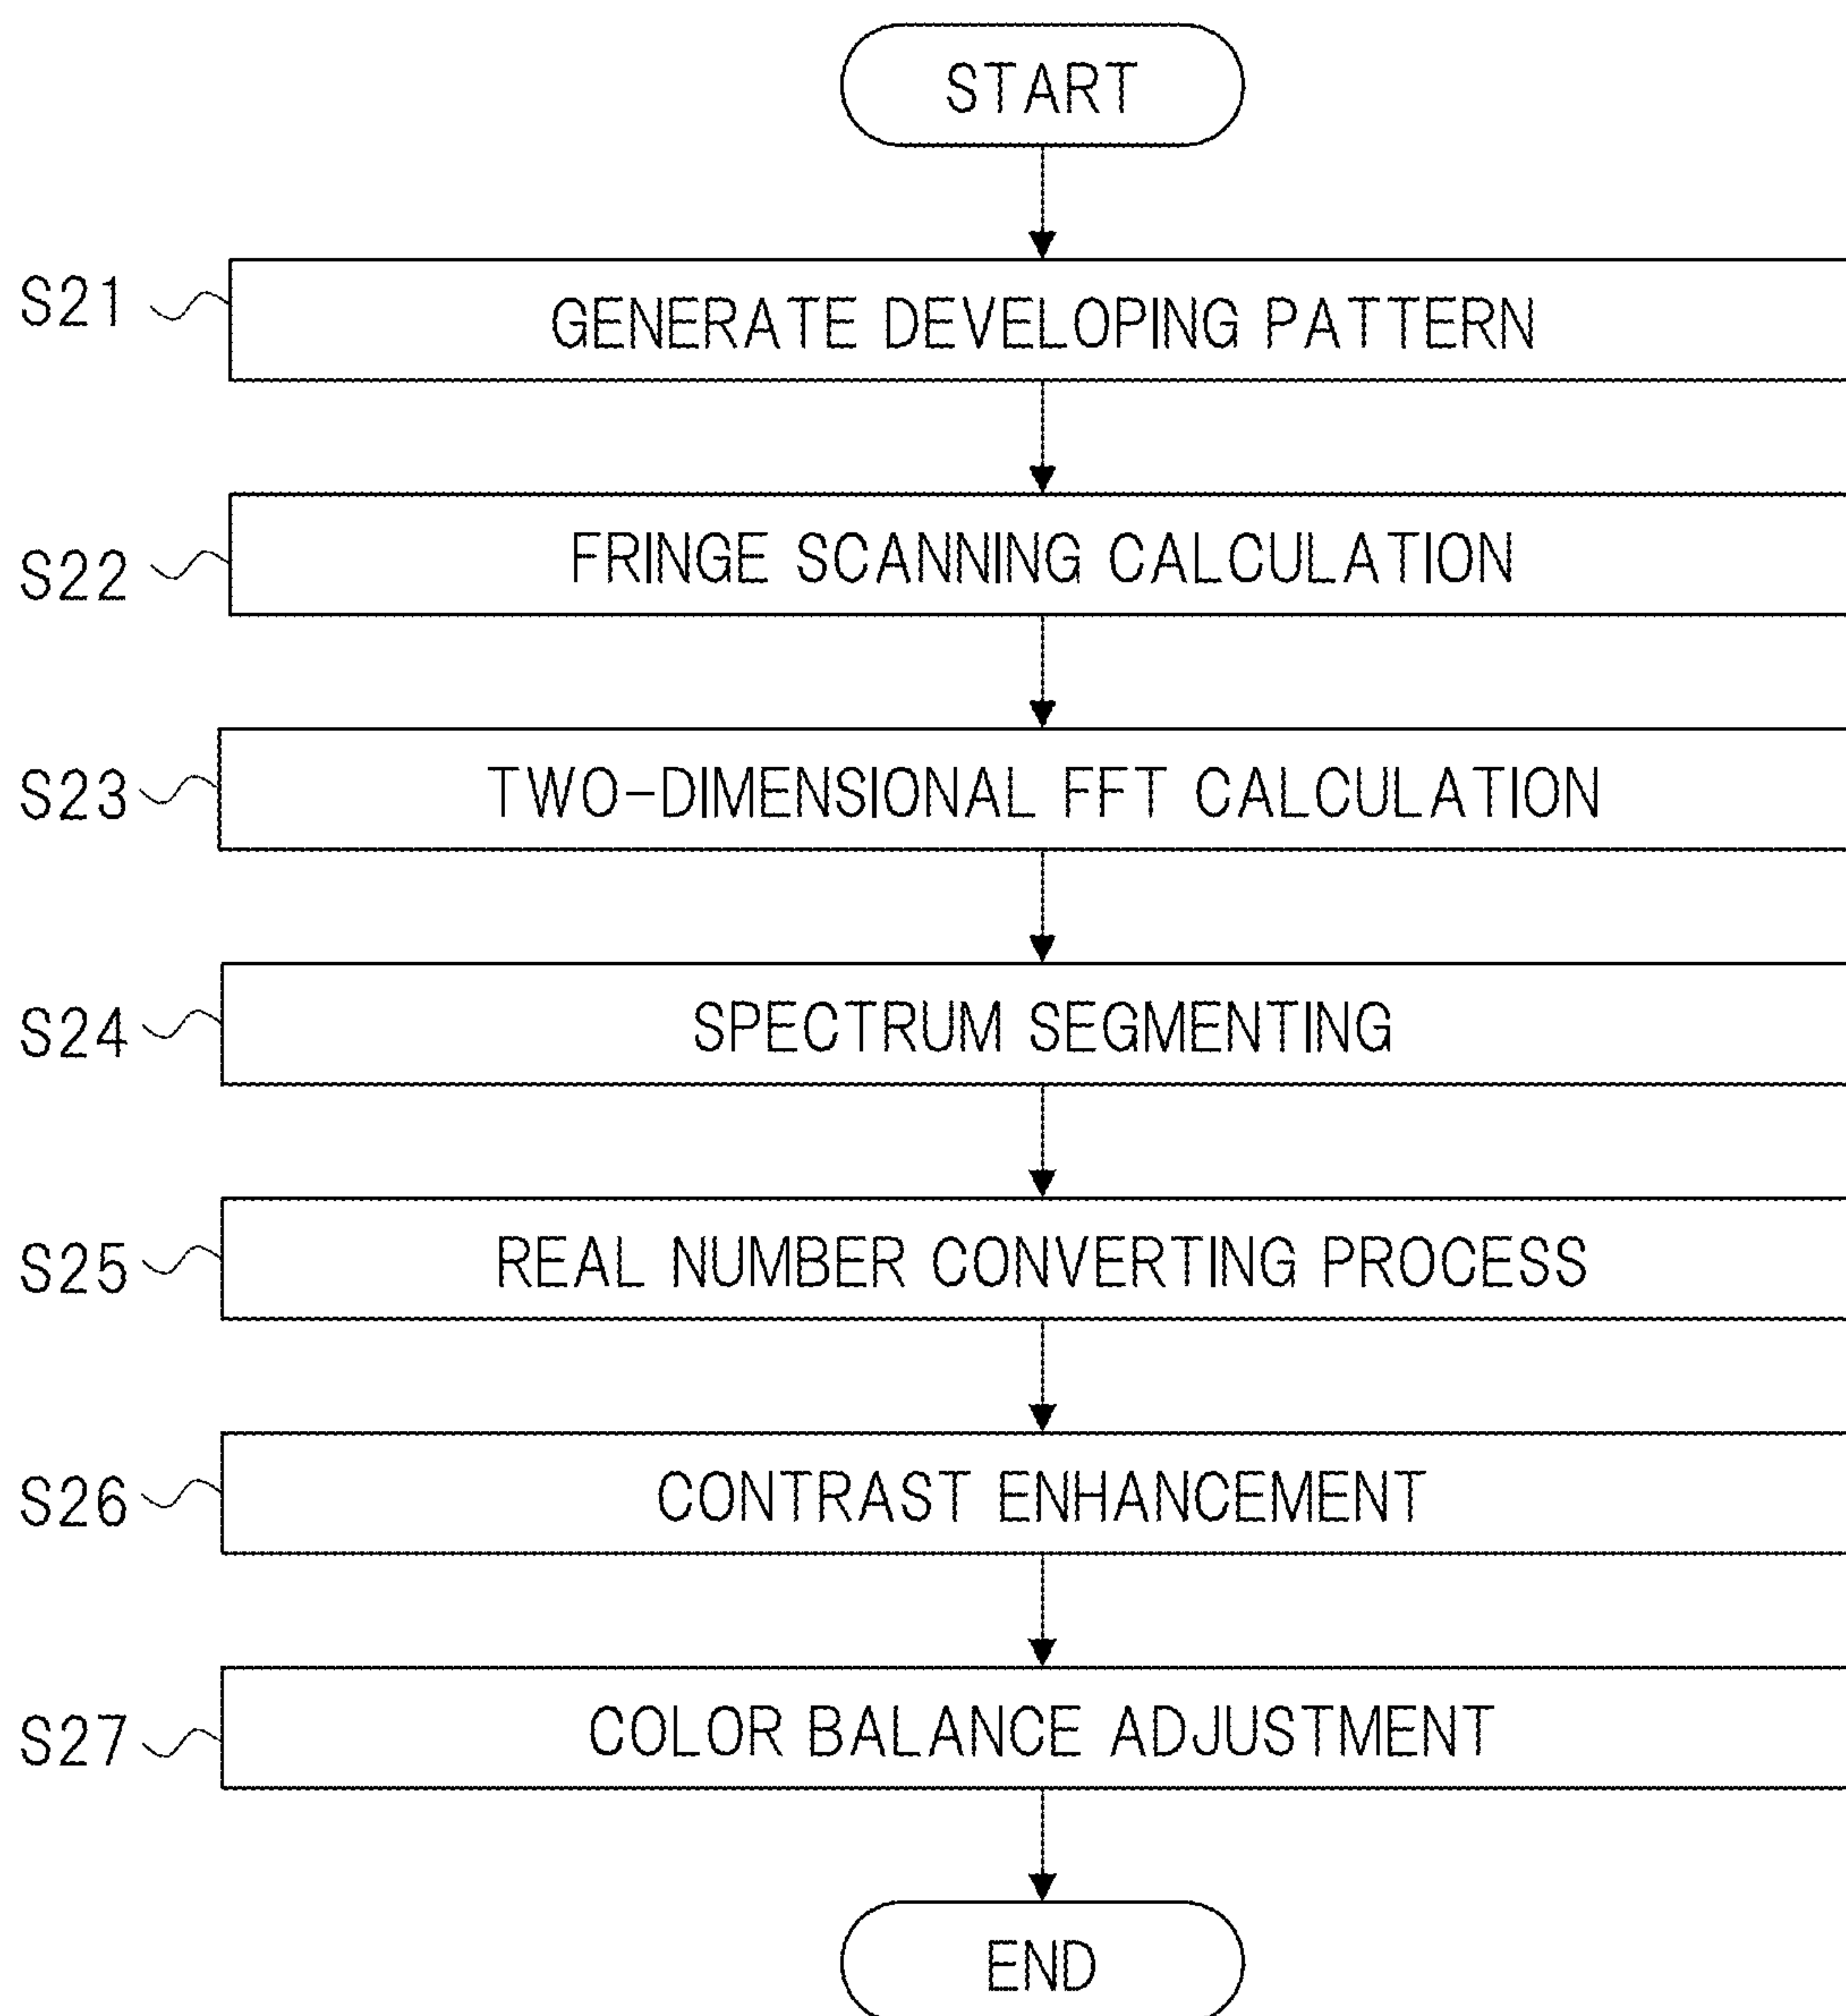 START
S21 GENERATE DEVELOPING PATTERN
S22 FRINGE SCANNING CALCULATION
S23 TWO-DIMENSIONAL FFT CALCULATION
S24 SPECTRUM SEGMENTING
S25 REAL NUMBER CONVERTING PROCESS
S26 CONTRAST ENHANCEMENT
S27 COLOR BALANCE ADJUSTMENT
END